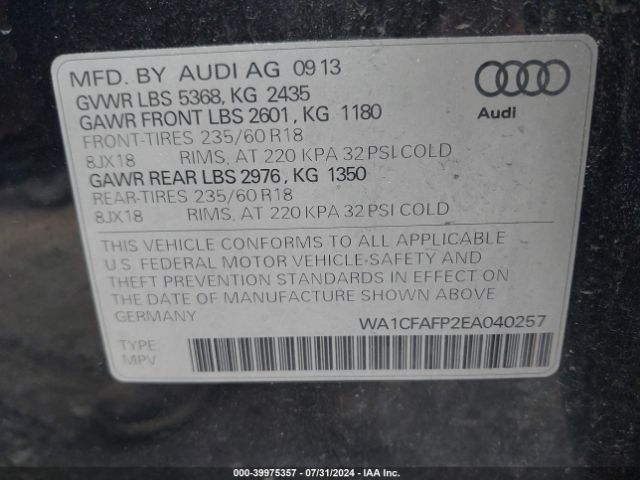 MFD. BY AUDI AG 09 13
GVWR LBS 5368, KG 2435
GAWR FRONT LBS 2601, KG 1180
FRONT-TIRES 235/60 R18
8JX18 RIMS, AT 220 KPA 32 PSI COLD
GAWR REAR LBS 2976, KG 1350
REAR-TIRES 235/60 R18
8JX18 RIMS, AT 220 KPA 32 PSI COLD
Audi
THIS VEHICLE CONFORMS TO ALL APPLICABLE
U.S. FEDERAL MOTOR VEHICLE-SAFETY AND
THEFT PREVENTION STANDARDS IN EFFECT ON
THE DATE OF MANUFACTURE SHOWN ABOVE.
GERMANY
WA1CFAFP2EA040257
TYPE
MPV
000-39975357 - 07/31/2024 - IAA Inc.